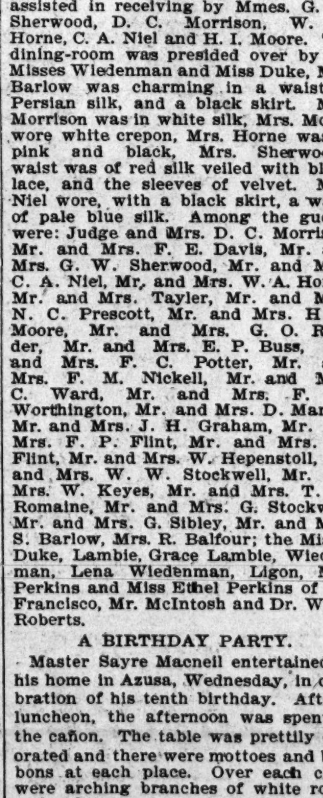 assisted in receiving by Mmes. G.
Sherwood, D. C. Morrison, W.
Horne, C. A. Niel and H. I. Moore.
dining-room was presided over by
Misses Wiedenman and Miss Duke,
Barlow was charming in a waist
Persian silk, and a black skirt.
Morrison was in white silk, Mrs. Mo
wore white crepon, Mrs. Horne wa
pink and black, Mrs. Sherwo
waist was of red silk veiled with bl
lace, and the sleeves of velvet.
Niel wore, with a black skirt, a w
of pale blue silk. Among the gu
were: Judge and Mrs. D. C. Morris
Mr. and Mrs. F. E. Davis, Mr.
Mrs. G. W. Sherwood, Mr. and M
C. A. Niel, Mr. and Mrs. W. A. Ho
Mr. and Mrs. Tayler, Mr. and M
N. C. Prescott, Mr. and Mrs. H
Moore, Mr. and Mrs. G. O. R
der, Mr. and Mrs. E. P. Buss,
and Mrs. F. C. Potter, Mr.
Mrs. F. M. Nickell, Mr. and M
C. Ward, Mr. and Mrs. F.
Worthington, Mr. and Mrs. D. Mar
Mr. and Mrs. J. H. Graham, Mr.
Mrs. F. P. Flint, Mr. and Mrs.
Flint, Mr. and Mrs. W. Hepenstoll,
and Mrs. W. W. Stockwell, Mr.
Mrs. W. Keyes, Mr. and Mrs. T.
Romaine, Mr. and Mrs. G. Stockw
Mr. and Mrs. G. Sibley, Mr. and M
S. Barlow, Mrs. R. Balfour; the Mi
Duke, Lambie, Grace Lambie, Wied
man, Lena Wiedenman, Ligon,
Perkins and Miss Ethel Perkins of
Francisco, Mr. McIntosh and Dr. W
Roberts.
A BIRTHDAY PARTY.
Master Sayre Macneil entertained
his home in Azusa, Wednesday, in c
bration of his tenth birthday. Aft
luncheon, the afternoon was spen
the cañon. The table was prettily
orated and there were mottoes and
bons at each place. Over each c
were arching branches of white ro